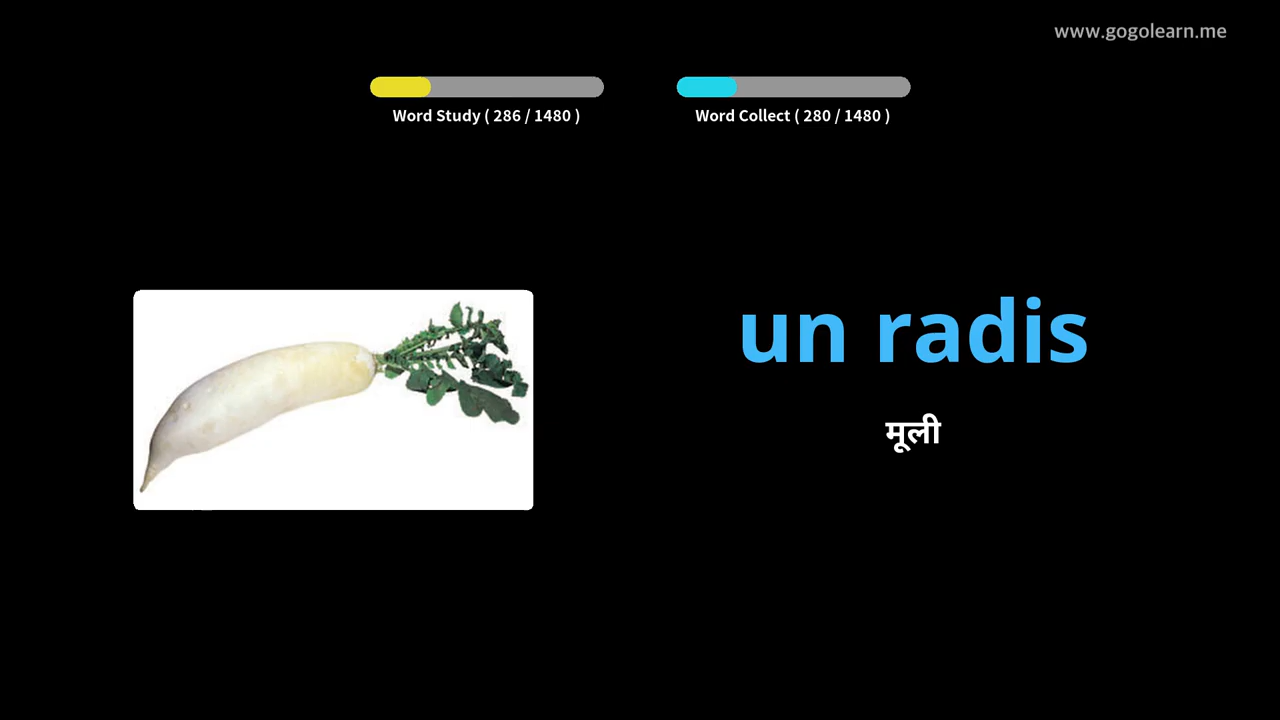 www.gogolearn.me
Word Study ( 286 / 1480 )
Word Collect ( 280 / 1480 )
un radis
मूली